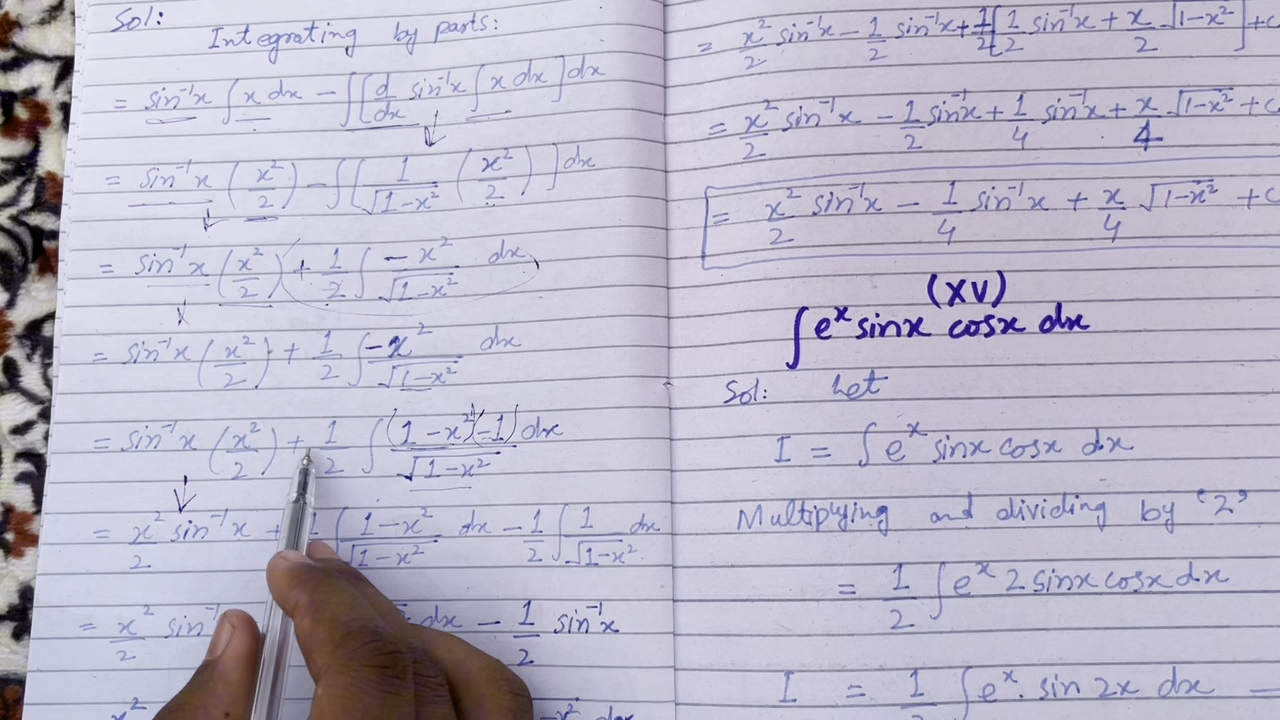 Sol:
Integrating by parts:
= sin⁻¹x ∫ x dx − ∫[d/dx sin⁻¹x ∫ x dx] dx
= sin⁻¹x (x²/2) − ∫[1/√(1−x²) (x²/2)] dx
= sin⁻¹x (x²/2) + 1/2 ∫ −x²/√(1−x²) dx
= sin⁻¹x (x²/2) + 1/2 ∫ −x²/√(1−x²) dx
= sin⁻¹x (x²/2) + 1/2 ∫ (1−x²)(−1)/√(1−x²) dx
= x²/2 sin⁻¹x + 1/ ∫ 1−x²/√(1−x²) dx − 1/2 ∫ 1/√(1−x²) dx
= x²/2 sin⁻¹ dx − 1/2 sin⁻¹x
x² −x² dx
= x²/2 sin⁻¹x − 1/2 sin⁻¹x + 1/2[1/2 sin⁻¹x + x/2 √(1−x²)] + c
= x²/2 sin⁻¹x − 1/2 sin⁻¹x + 1/4 sin⁻¹x + x/4 √(1−x²) + c
= x²/2 sin⁻¹x − 1/4 sin⁻¹x + x/4 √(1−x²) + c
(XV)
∫ eˣ sinx cosx dx
Sol: Let
I = ∫ eˣ sinx cosx dx
Multiplying and dividing by "2"
= 1/2 ∫ eˣ 2 sinx cosx dx
I = 1/2 ∫ eˣ. sin 2x dx —